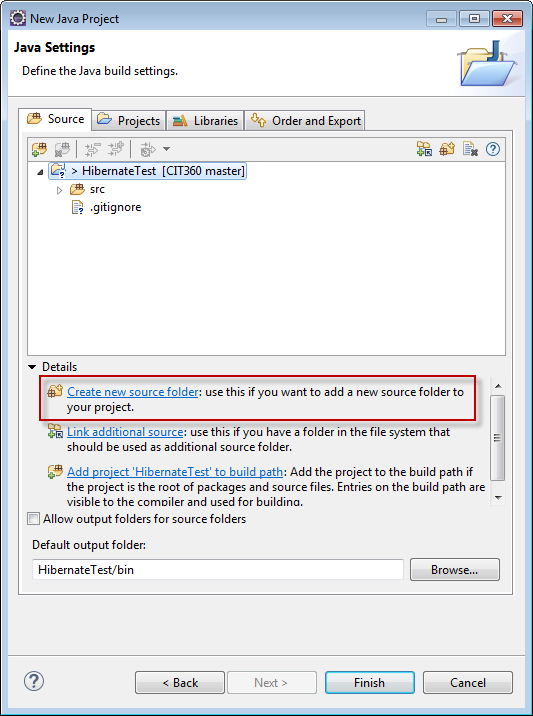 New Java Project
Java Settings
Define the Java build settings.
Source Projects Libraries Order and Export
> HibernateTest [CIT360 master]
src
.gitignore
Details
Create new source folder: use this if you want to add a new source folder to
your project.
Link additional source: use this if you have a folder in the file system that
should be used as additional source folder.
Add project 'HibernateTest' to build path: Add the project to the build path if
the project is the root of packages and source files. Entries on the build path are
visible to the compiler and used for building.
Allow output folders for source folders
Default output folder:
HibernateTest/bin Browse...
< Back Next > Finish Cancel